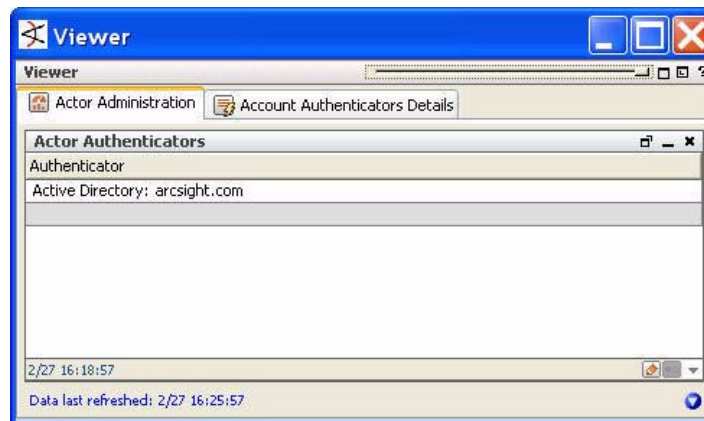 Viewer
Viewer
Actor Administration Account Authenticators Details
Actor Authenticators
Authenticator
Active Directory: arcsight.com
2/27 16:18:57
Data last refreshed: 2/27 16:25:57